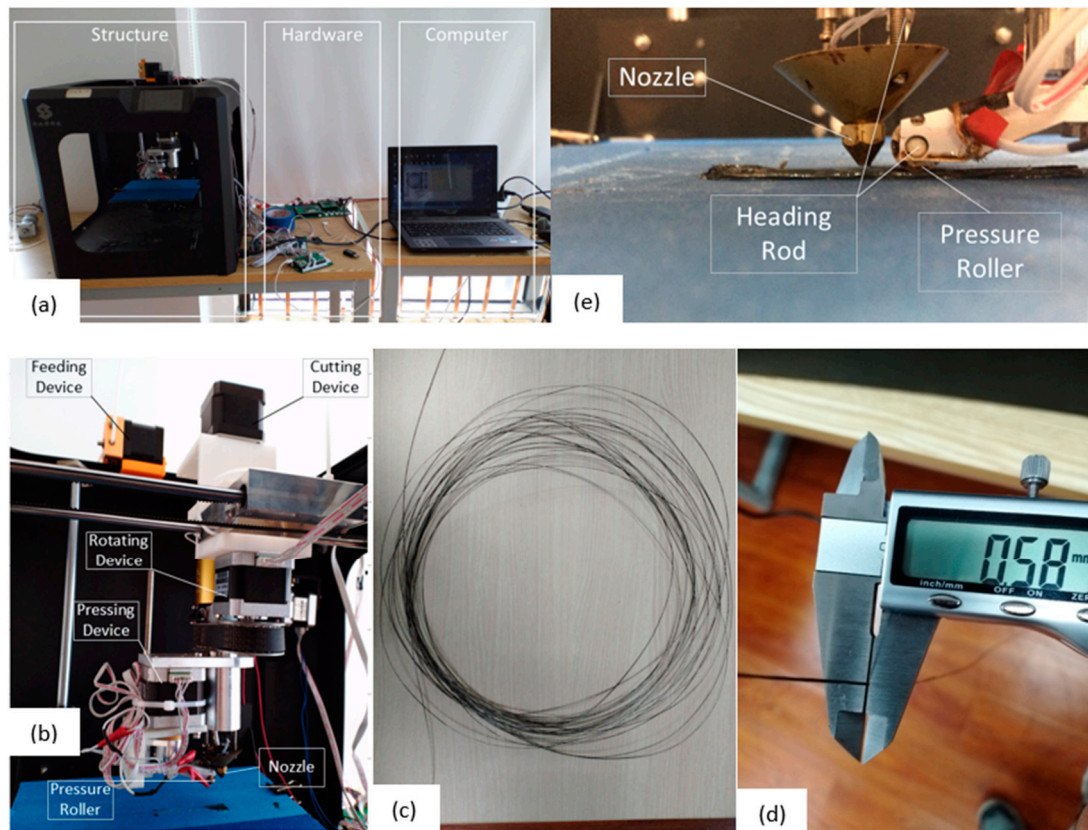 Structure
Hardware
Computer
(a)
Nozzle
Heading
Rod
Pressure
Roller
(e)
Feeding
Device
Cutting
Device
Rotating
Device
Pressing
Device
Nozzle
Pressure
Roller
(b)
(c)
0.58 mm
inch/mm
OFF ON
ZER
(d)